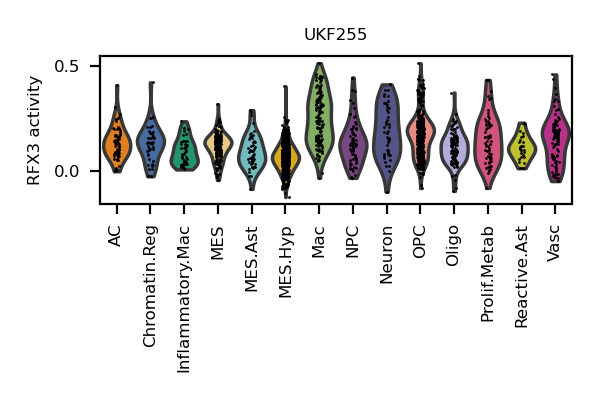 UKF255
RFX3 activity
0.5
0.0
AC
Chromatin.Reg
Inflammatory.Mac
MES
MES.Ast
MES.Hyp
Mac
NPC
Neuron
OPC
Oligo
Prolif.Metab
Reactive.Ast
Vasc